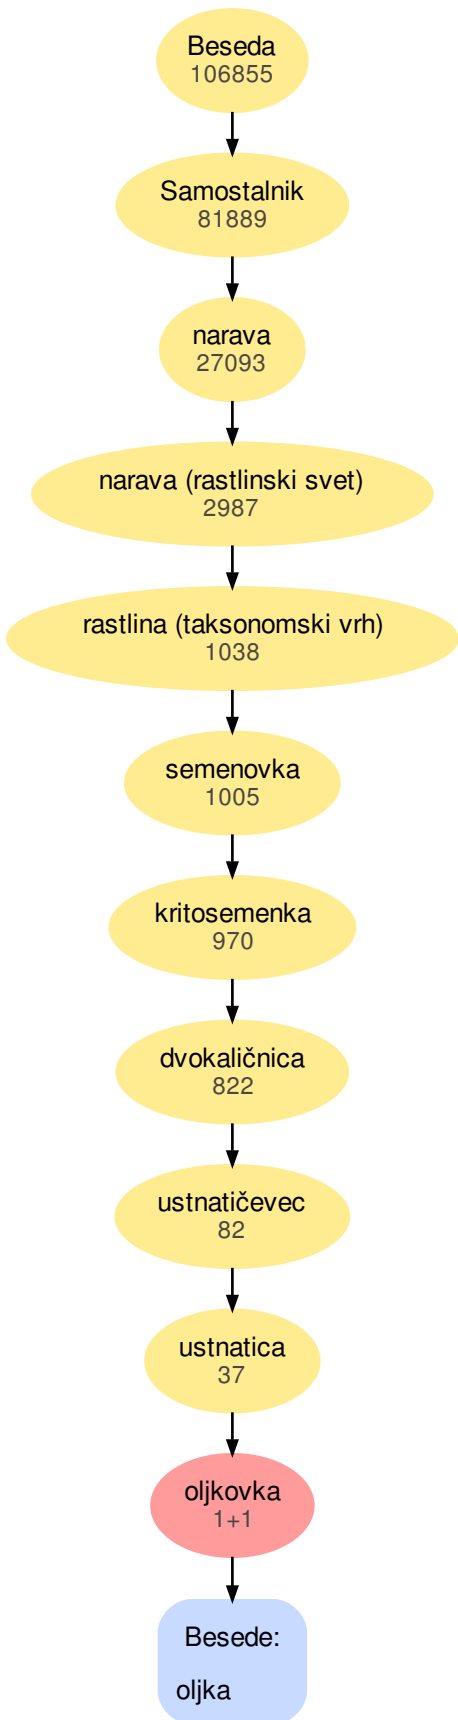 Beseda
106855
Samostalnik
81889
narava
27093
narava (rastlinski svet)
2987
rastlina (taksonomski vrh)
1038
semenovka
1005
kritosemenka
970
dvokaličnica
822
ustnatičevec
82
ustnatica
37
oljkovka
1+1
Besede:
oljka